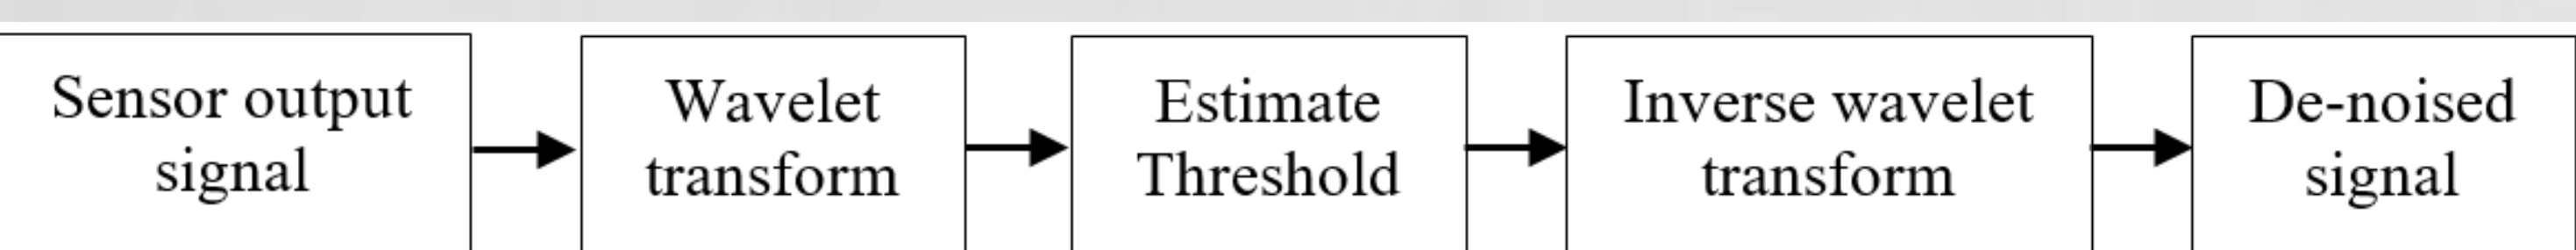 Sensor output
signal
Wavelet
transform
Estimate
Threshold
Inverse wavelet
transform
De-noised
signal